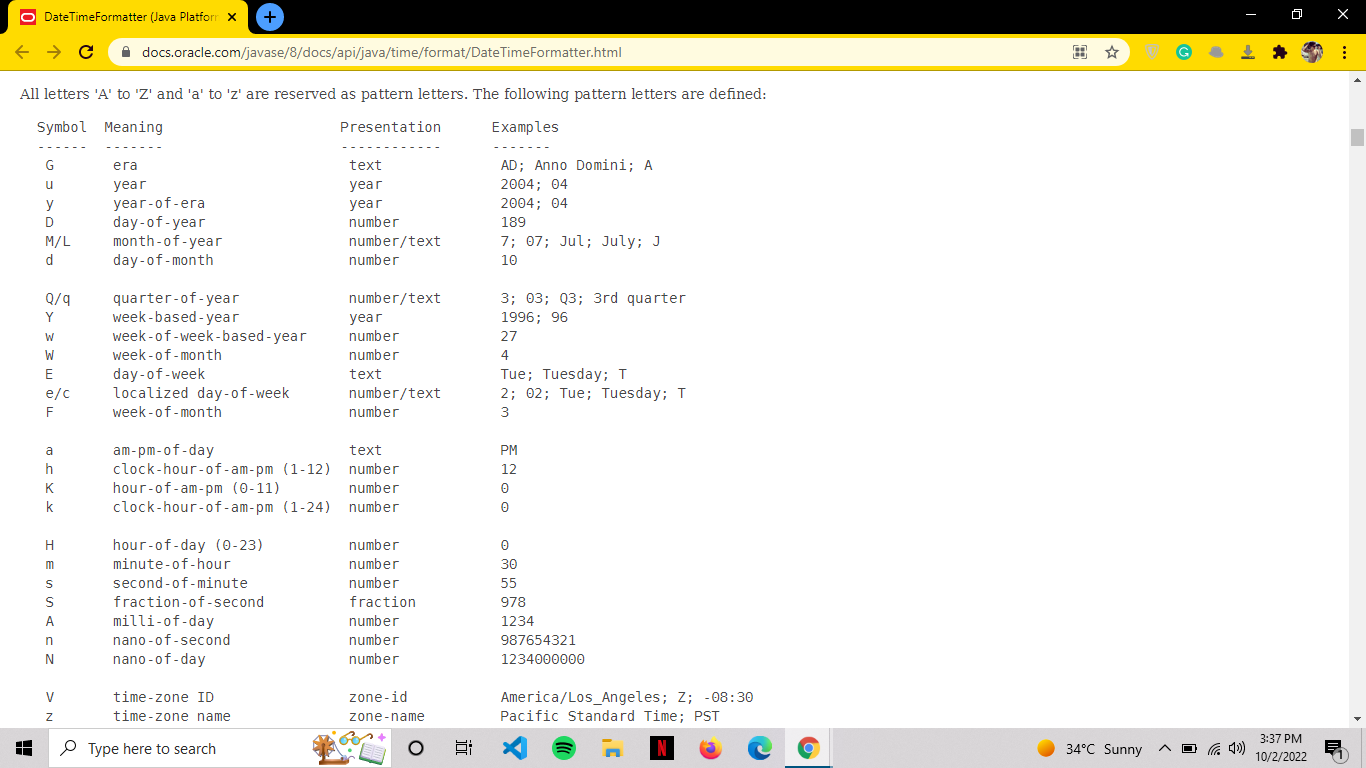 DateTimeFormatter (Java Platform
docs.oracle.com/javase/8/docs/api/java/time/format/DateTimeFormatter.html
All letters 'A' to 'Z' and 'a' to 'z' are reserved as pattern letters. The following pattern letters are defined:
Symbol Meaning Presentation Examples
------ ------- ------------ -------
G era text AD; Anno Domini; A
u year year 2004; 04
y year-of-era year 2004; 04
D day-of-year number 189
M/L month-of-year number/text 7; 07; Jul; July; J
d day-of-month number 10
Q/q quarter-of-year number/text 3; 03; Q3; 3rd quarter
Y week-based-year year 1996; 96
w week-of-week-based-year number 27
W week-of-month number 4
E day-of-week text Tue; Tuesday; T
e/c localized day-of-week number/text 2; 02; Tue; Tuesday; T
F week-of-month number 3
a am-pm-of-day text PM
h clock-hour-of-am-pm (1-12) number 12
K hour-of-am-pm (0-11) number 0
k clock-hour-of-am-pm (1-24) number 0
H hour-of-day (0-23) number 0
m minute-of-hour number 30
s second-of-minute number 55
S fraction-of-second fraction 978
A milli-of-day number 1234
n nano-of-second number 987654321
N nano-of-day number 1234000000
V time-zone ID zone-id America/Los_Angeles; Z; -08:30
z time-zone name zone-name Pacific Standard Time; PST
Type here to search
34°C Sunny
3:37 PM
10/2/2022
1